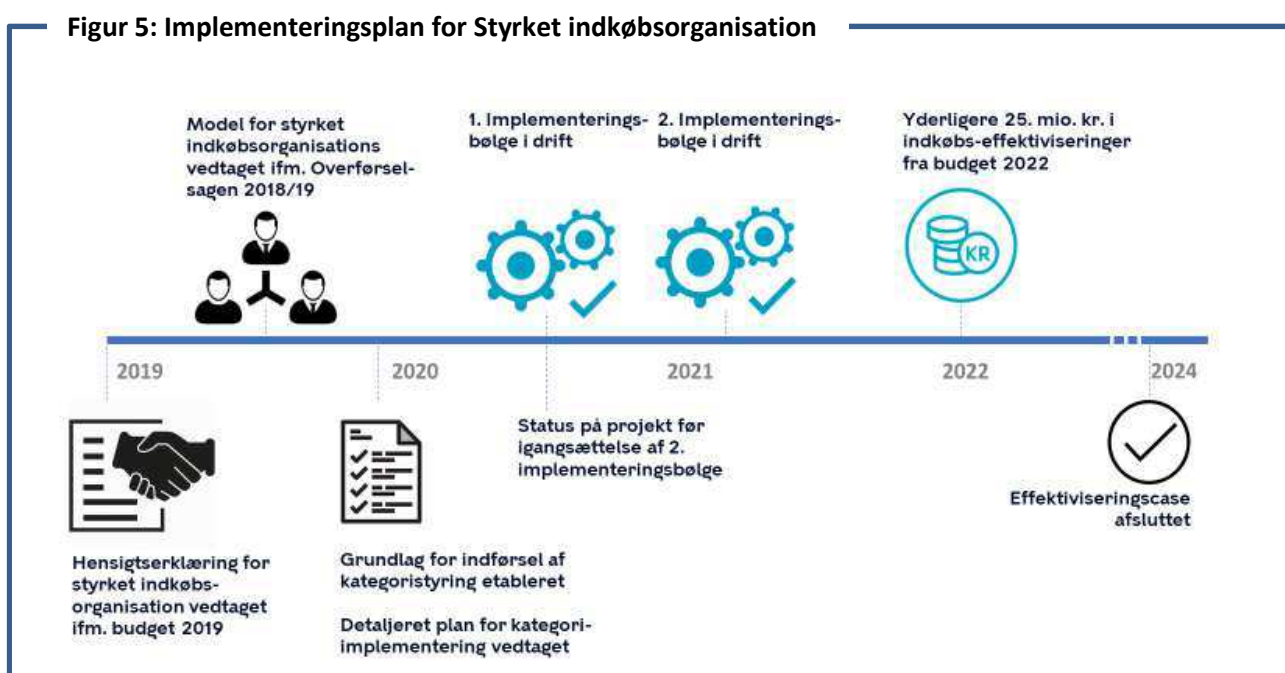 Figur 5: Implementeringsplan for Styrket indkøbsorganisation
Model for styrket
indkøbsorganisations
vedtaget ifm. Overførsel-
sagen 2018/19
1. Implementerings-
bølge i drift
2. Implementerings-
bølge i drift
Yderligere 25. mio. kr. i
indkøbs-effektiviseringer
fra budget 2022
KR
2019
2020
2021
2022
2024
Hensigtserklæring for
styrket indkøbs-
organisation vedtaget
ifm. budget 2019
Grundlag for indførsel af
kategoristyring etableret
Detaljeret plan for kategori-
implementering vedtaget
Status på projekt før
igangsættelse af 2.
implementeringsbølge
Effektiviseringscase
afsluttet